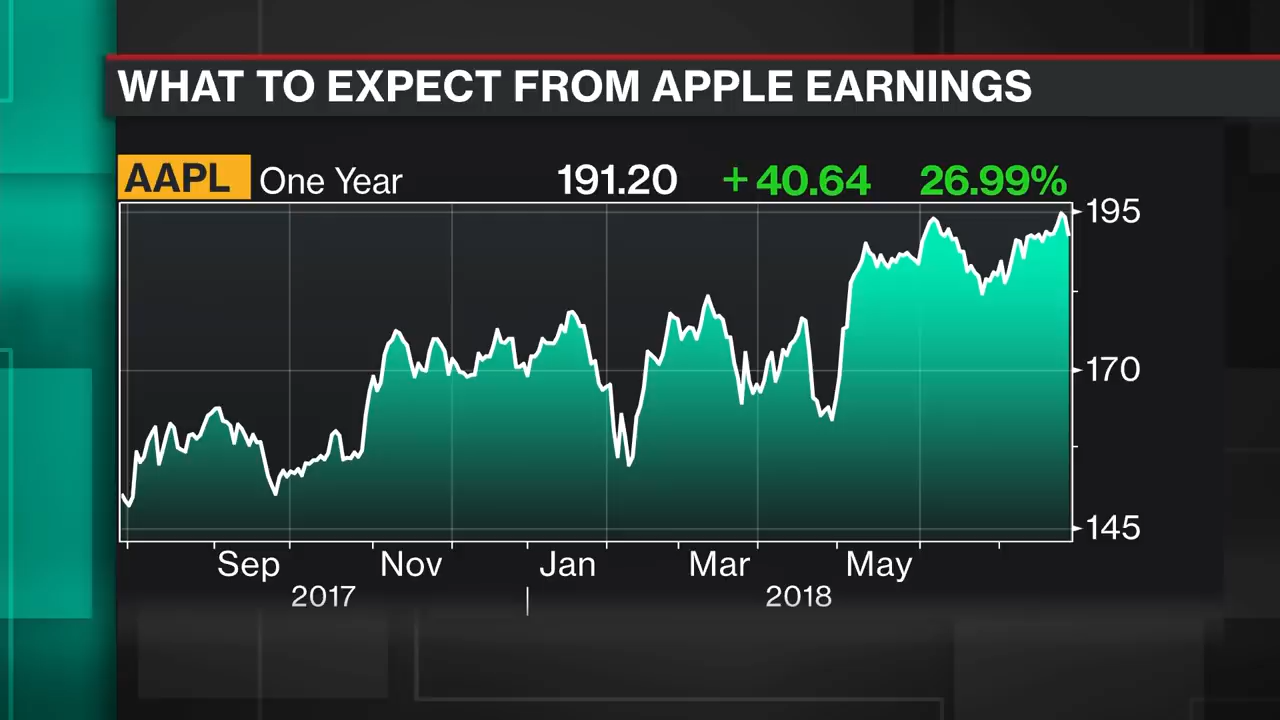 WHAT TO EXPECT FROM APPLE EARNINGS
AAPL One Year 191.20 +40.64 26.99%
195
170
145
Sep Nov Jan Mar May
2017 | 2018